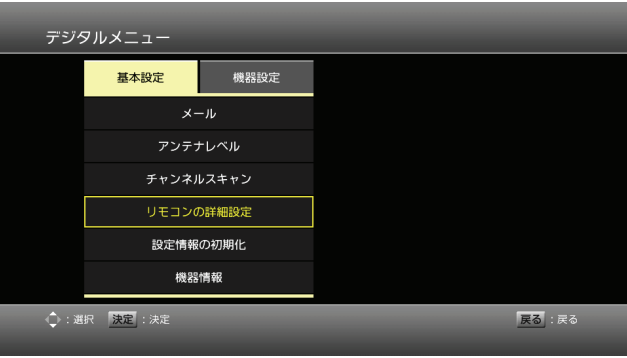 デジタルメニュー
基本設定 機器設定
メール
アンテナレベル
チャンネルスキャン
リモコンの詳細設定
設定情報の初期化
機器情報
：選択 決定：決定 戻る：戻る